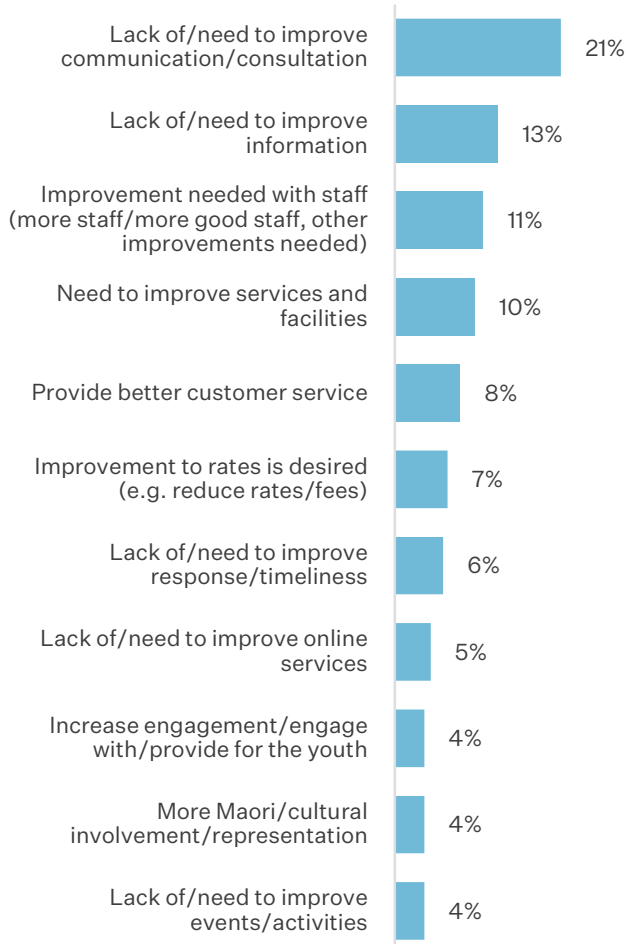 Lack of/need to improve
communication/consultation
21%
Lack of/need to improve
information
13%
Improvement needed with staff
(more staff/more good staff, other
improvements needed)
11%
Need to improve services and
facilities
10%
Provide better customer service
8%
Improvement to rates is desired
(e.g. reduce rates/fees)
7%
Lack of/need to improve
response/timeliness
6%
Lack of/need to improve online
services
5%
Increase engagement/engage
with/provide for the youth
4%
More Maori/cultural
involvement/representation
4%
Lack of/need to improve
events/activities
4%